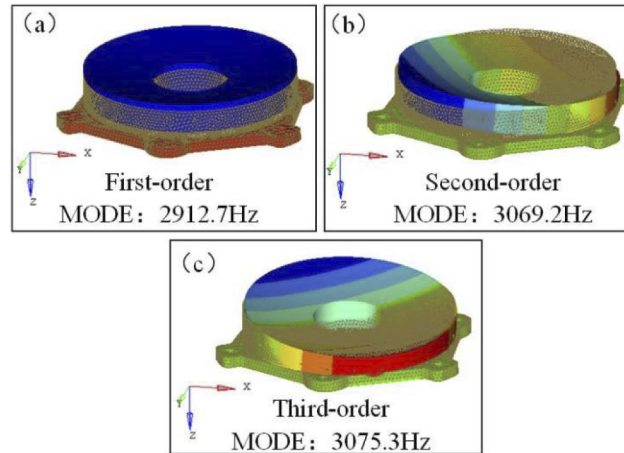 (a)
X
Y
Z
First-order
MODE：2912.7Hz
(b)
X
Y
Z
Second-order
MODE：3069.2Hz
(c)
X
Y
Z
Third-order
MODE：3075.3Hz